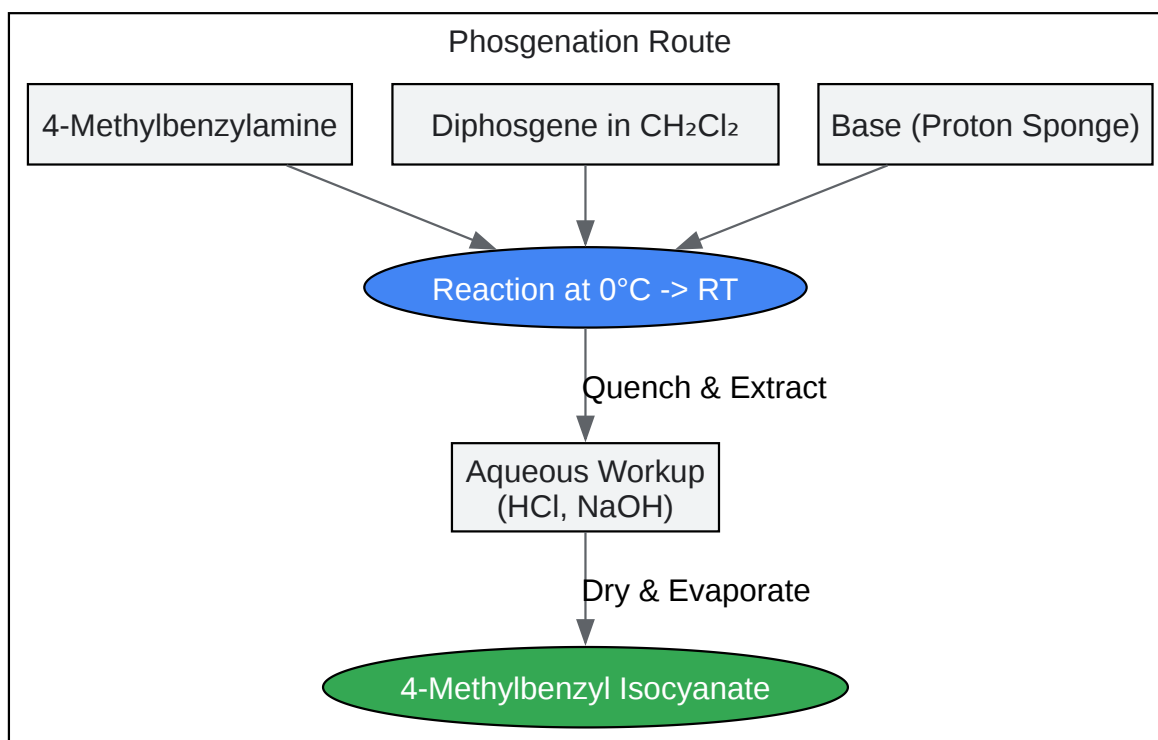 Phosgenation Route
4-Methylbenzylamine
Diphosgene in CH₂Cl₂
Base (Proton Sponge)
Reaction at 0°C -> RT
Quench & Extract
Aqueous Workup
(HCl, NaOH)
Dry & Evaporate
4-Methylbenzyl Isocyanate